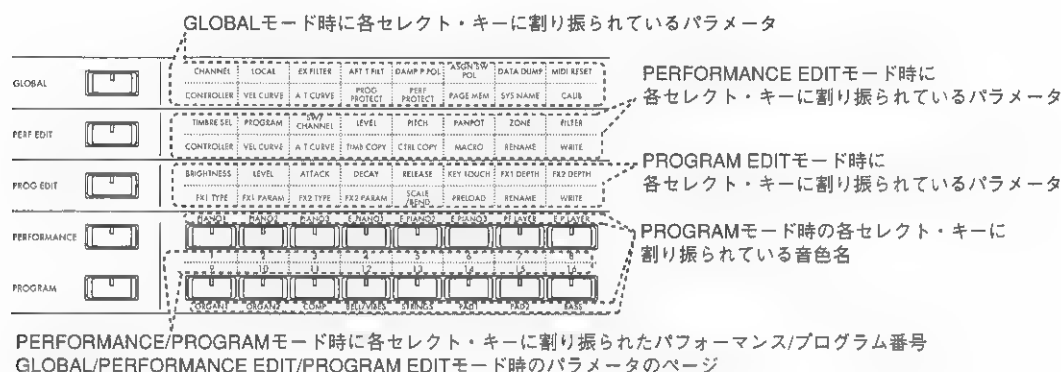 GLOBALモード時に各セレクト・キーに割り振られているパラメータ
GLOBAL
CHANNEL LOCAL EX FILTER AFT T FILT DAMP P.POL ASGN SW POL DATA DUMP MIDI RESET
CONTROLLER VEL CURVE A T CURVE PROG PROTECT PERF PROTECT PAGE MEM SYS NAME CALIB
PERFORMANCE EDITモード時に
各セレクト・キーに割り振られているパラメータ
PERF EDIT
TIMBRE SEL PROGRAM SW/CHANNEL LEVEL PITCH PANPOT ZONE FILTER
CONTROLLER VEL CURVE A T CURVE TIMB COPY CTRL COPY MACRO RENAME WRITE
PROGRAM EDITモード時に
各セレクト・キーに割り振られているパラメータ
PROG EDIT
BRIGHTNESS LEVEL ATTACK DECAY RELEASE KEY TOUCH FX1 DEPTH FX2 DEPTH
FX1 TYPE FX1 PARAM FX2 TYPE FX2 PARAM SCALE/BEND PRELOAD RENAME WRITE
PIANO1 PIANO2 PIANO3 E.PIANO1 E.PIANO2 E.PIANO3 PF LAYER E.P LAYER
PERFORMANCE
PROGRAMモード時の各セレクト・キーに
割り振られている音色名
1 2 3 4 5 6 7 8
9 10 11 12 13 14 15 16
PROGRAM
ORGAN1 ORGAN2 COMP BELL/VIBES STRINGS PAD1 PAD2 BASS
PERFORMANCE/PROGRAMモード時に各セレクト・キーに割り振られたパフォーマンス/プログラム番号
GLOBAL/PERFORMANCE EDIT/PROGRAM EDITモード時のパラメータのページ